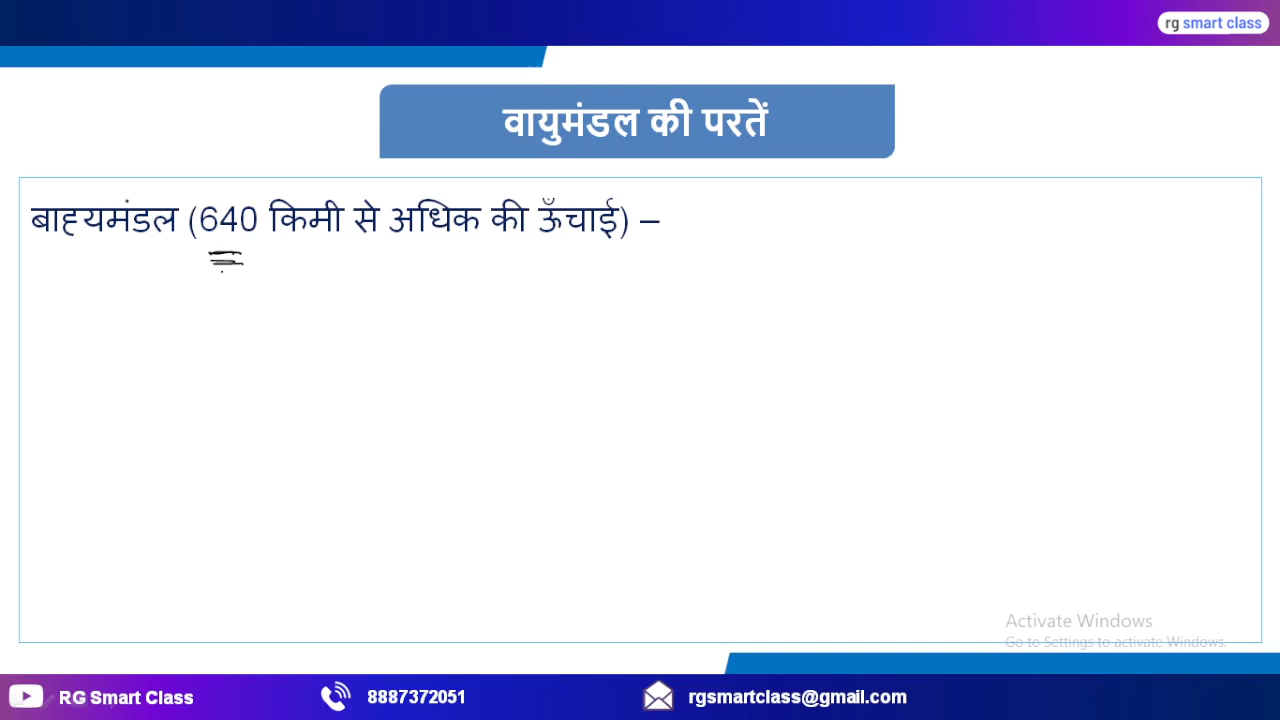 rg smart class
वायुमंडल की परतें
बाह्यमंडल (640 किमी से अधिक की ऊँचाई) –
Activate Windows
Go to Settings to activate Windows.
RG Smart Class
8887372051
rgsmartclass@gmail.com